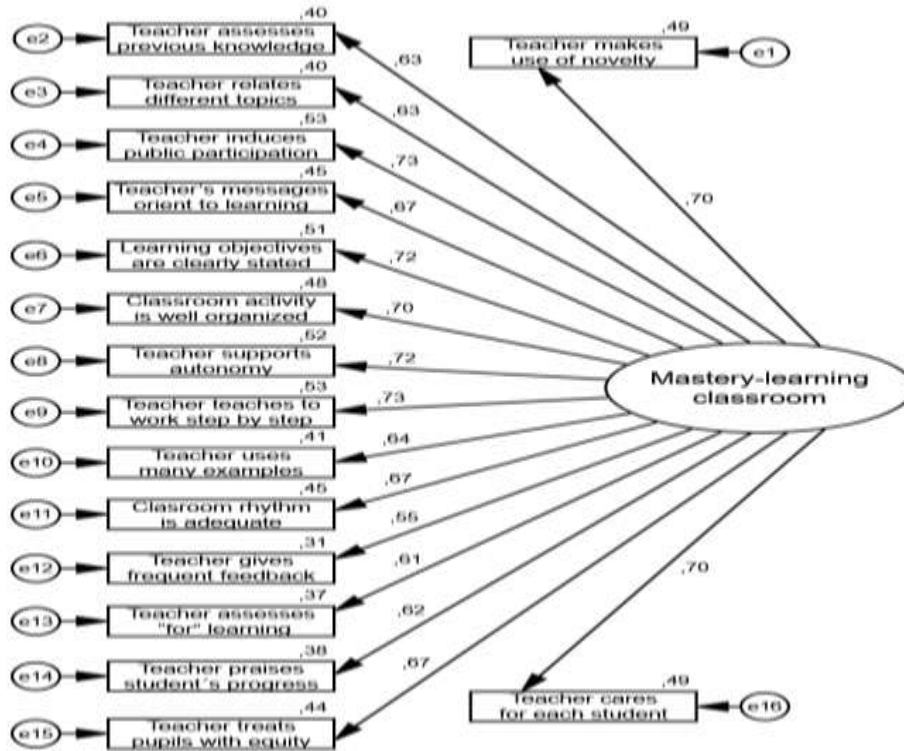 ,40
e2
Teacher assesses
previous knowledge
,63
,49
Teacher makes
use of novelty
e1
,40
e3
Teacher relates
different topics
,63
,53
e4
Teacher induces
public participation
,73
,45
e5
Teacher´s messages
orient to learning
,67
,70
,51
e6
Learning objectives
are clearly stated
,72
,48
e7
Classroom activity
is well organized
,70
,52
e8
Teacher supports
autonomy
,72
Mastery-learning
classroom
,53
e9
Teacher teaches to
work step by step
,73
,41
e10
Teacher uses
many examples
,64
,45
e11
Clasroom rhythm
is adequate
,67
,31
e12
Teacher gives
frequent feedback
,55
,37
e13
Teacher assesses
"for" learning
,61
,70
,38
e14
Teacher praises
student´s progress
,62
,44
e15
Teacher treats
pupils with equity
,67
,49
Teacher cares
for each student
e16